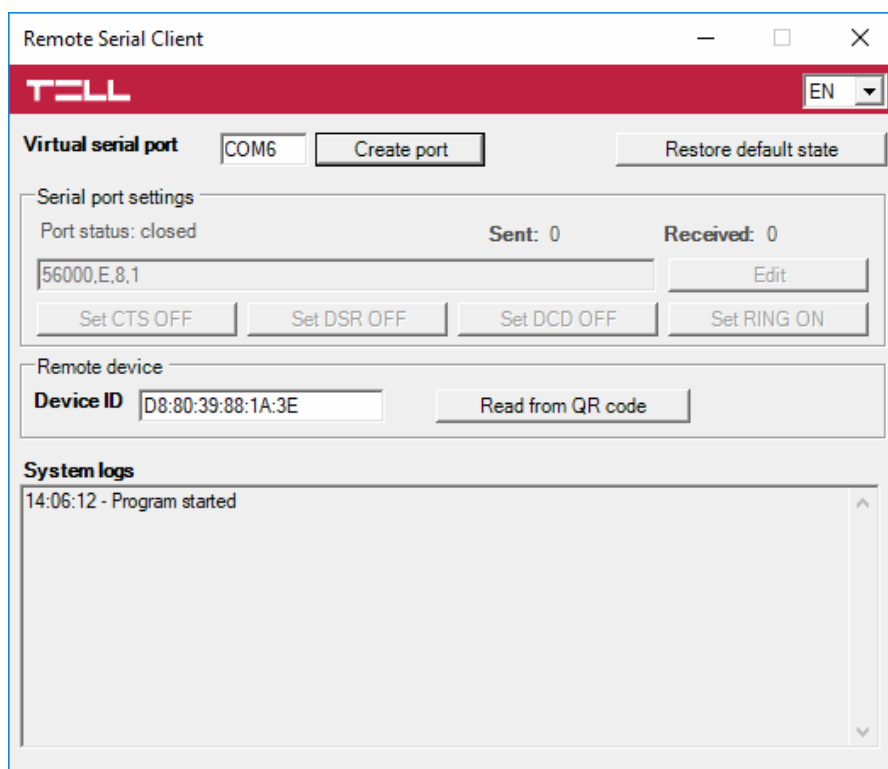 Remote Serial Client
TELL
EN
Virtual serial port COM6 Create port Restore default state
Serial port settings
Port status: closed Sent: 0 Received: 0
56000,E,8,1 Edit
Set CTS OFF Set DSR OFF Set DCD OFF Set RING ON
Remote device
Device ID D8:80:39:88:1A:3E Read from QR code
System logs
14:06:12 - Program started